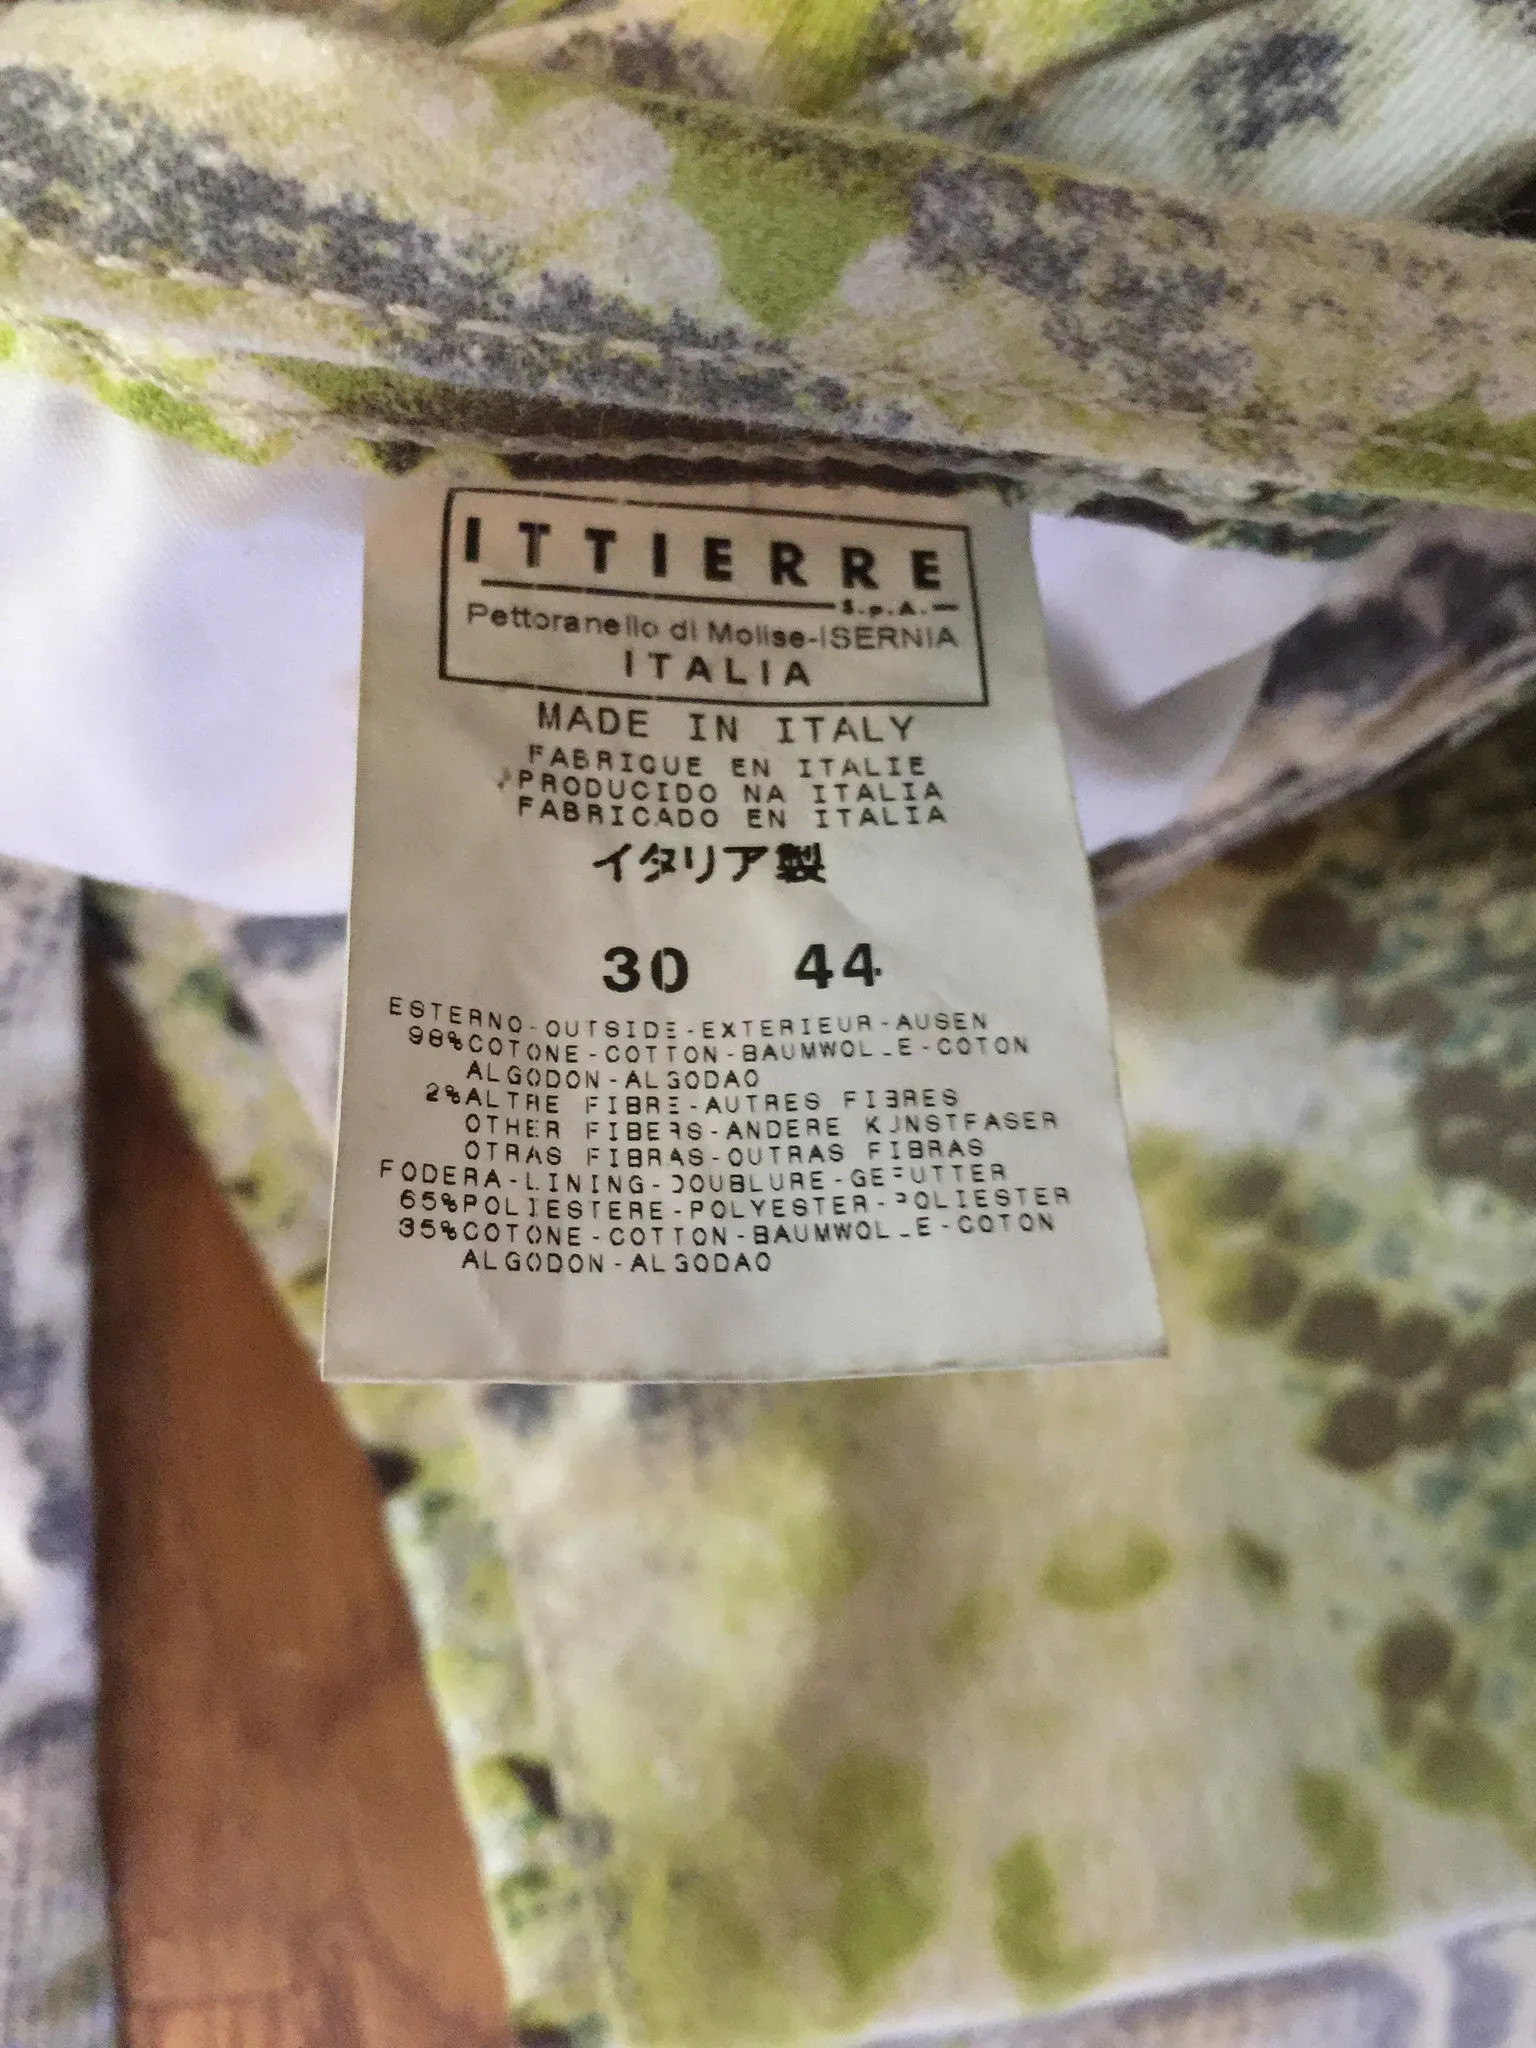 ITTIERRE
S.p.A.
Pettoranello di Molise-ISERNIA
ITALIA
MADE IN ITALY
FABRIQUE EN ITALIE
PRODUCIDO NA ITALIA
FABRICADO EN ITALIA
イタリア製
30 44
ESTERNO-OUTSIDE-EXTERIEUR-AUSEN
98%COTONE-COTTON-BAUMWOLLE-COTON
ALGODON-ALGODAO
2%ALTRE FIBRE-AUTRES FIBRES
OTHER FIBERS-ANDERE KUNSTFASER
OTRAS FIBRAS-OUTRAS FIBRAS
FODERA-LINING-DOUBLURE-GEFUTTER
65%POLIESTERE-POLYESTER-POLIESTER
35%COTONE-COTTON-BAUMWOLLE-COTON
ALGODON-ALGODAO